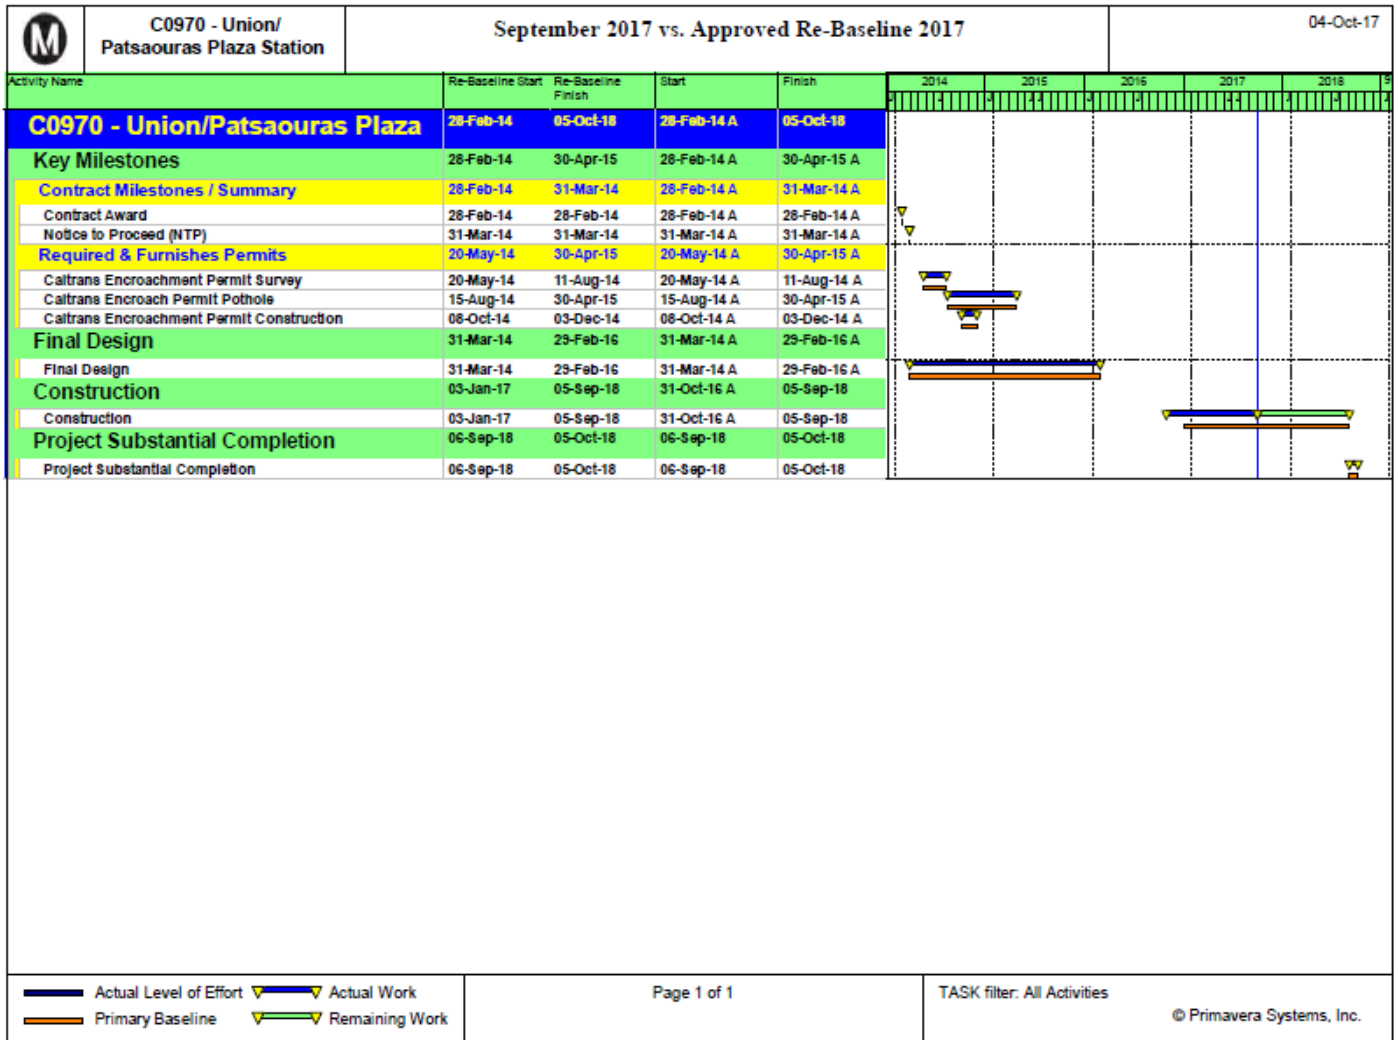 M
C0970 - Union/
Patsaouras Plaza Station
September 2017 vs. Approved Re-Baseline 2017
04-Oct-17
Activity Name Re-Baseline Start Re-Baseline Finish Start Finish 2014 2015 2016 2017 2018
C0970 - Union/Patsaouras Plaza 28-Feb-14 05-Oct-18 28-Feb-14 A 05-Oct-18
Key Milestones 28-Feb-14 30-Apr-15 28-Feb-14 A 30-Apr-15 A
Contract Milestones / Summary 28-Feb-14 31-Mar-14 28-Feb-14 A 31-Mar-14 A
Contract Award 28-Feb-14 28-Feb-14 28-Feb-14 A 28-Feb-14 A
Notice to Proceed (NTP) 31-Mar-14 31-Mar-14 31-Mar-14 A 31-Mar-14 A
Required & Furnishes Permits 20-May-14 30-Apr-15 20-May-14 A 30-Apr-15 A
Caltrans Encroachment Permit Survey 20-May-14 11-Aug-14 20-May-14 A 11-Aug-14 A
Caltrans Encroach Permit Pothole 15-Aug-14 30-Apr-15 15-Aug-14 A 30-Apr-15 A
Caltrans Encroachment Permit Construction 08-Oct-14 03-Dec-14 08-Oct-14 A 03-Dec-14 A
Final Design 31-Mar-14 29-Feb-16 31-Mar-14 A 29-Feb-16 A
Final Design 31-Mar-14 29-Feb-16 31-Mar-14 A 29-Feb-16 A
Construction 03-Jan-17 05-Sep-18 31-Oct-16 A 05-Sep-18
Construction 03-Jan-17 05-Sep-18 31-Oct-16 A 05-Sep-18
Project Substantial Completion 06-Sep-18 05-Oct-18 06-Sep-18 05-Oct-18
Project Substantial Completion 06-Sep-18 05-Oct-18 06-Sep-18 05-Oct-18
Actual Level of Effort Actual Work
Primary Baseline Remaining Work
Page 1 of 1
TASK filter: All Activities
© Primavera Systems, Inc.